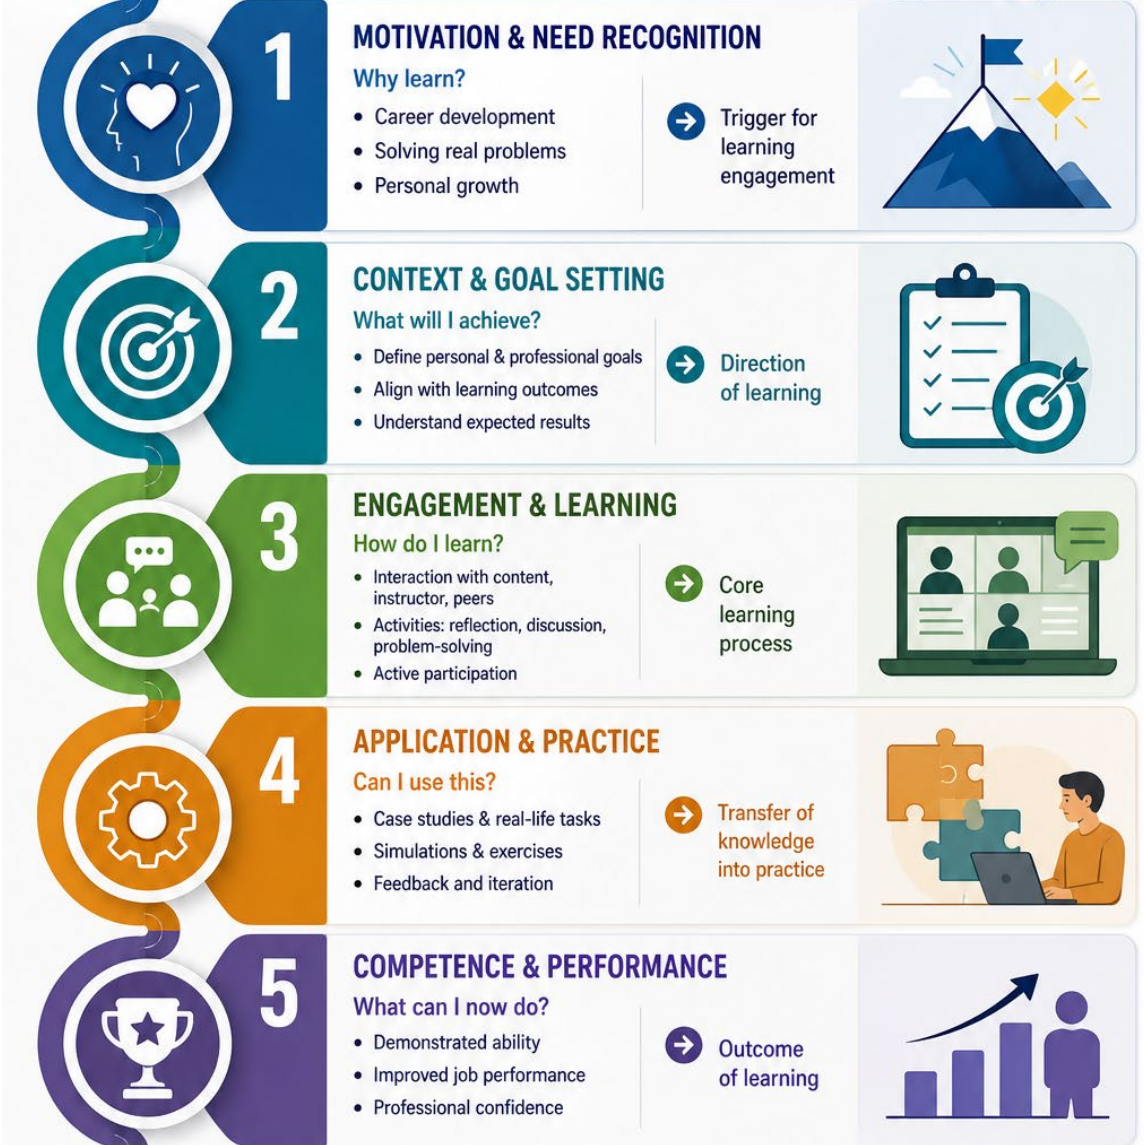 1
MOTIVATION & NEED RECOGNITION
Why learn?
• Career development
• Solving real problems
• Personal growth
Trigger for
learning
engagement
2
CONTEXT & GOAL SETTING
What will I achieve?
• Define personal & professional goals
• Align with learning outcomes
• Understand expected results
Direction
of learning
3
ENGAGEMENT & LEARNING
How do I learn?
• Interaction with content,
instructor, peers
• Activities: reflection, discussion,
problem-solving
• Active participation
Core
learning
process
4
APPLICATION & PRACTICE
Can I use this?
• Case studies & real-life tasks
• Simulations & exercises
• Feedback and iteration
Transfer of
knowledge
into practice
5
COMPETENCE & PERFORMANCE
What can I now do?
• Demonstrated ability
• Improved job performance
• Professional confidence
Outcome
of learning